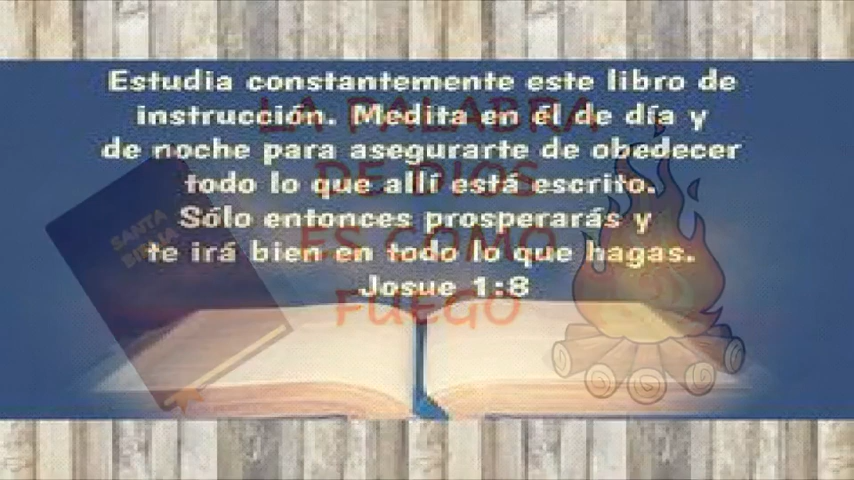 Estudia constantemente este libro de
instrucción. Medita en él de día y
de noche para asegurarte de obedecer
todo lo que allí está escrito.
Sólo entonces prosperarás y
te irá bien en todo lo que hagas.
Josue 1:8
LA PALABRA
DE DIOS
ES COMO
FUEGO
SANTA
BIBLIA